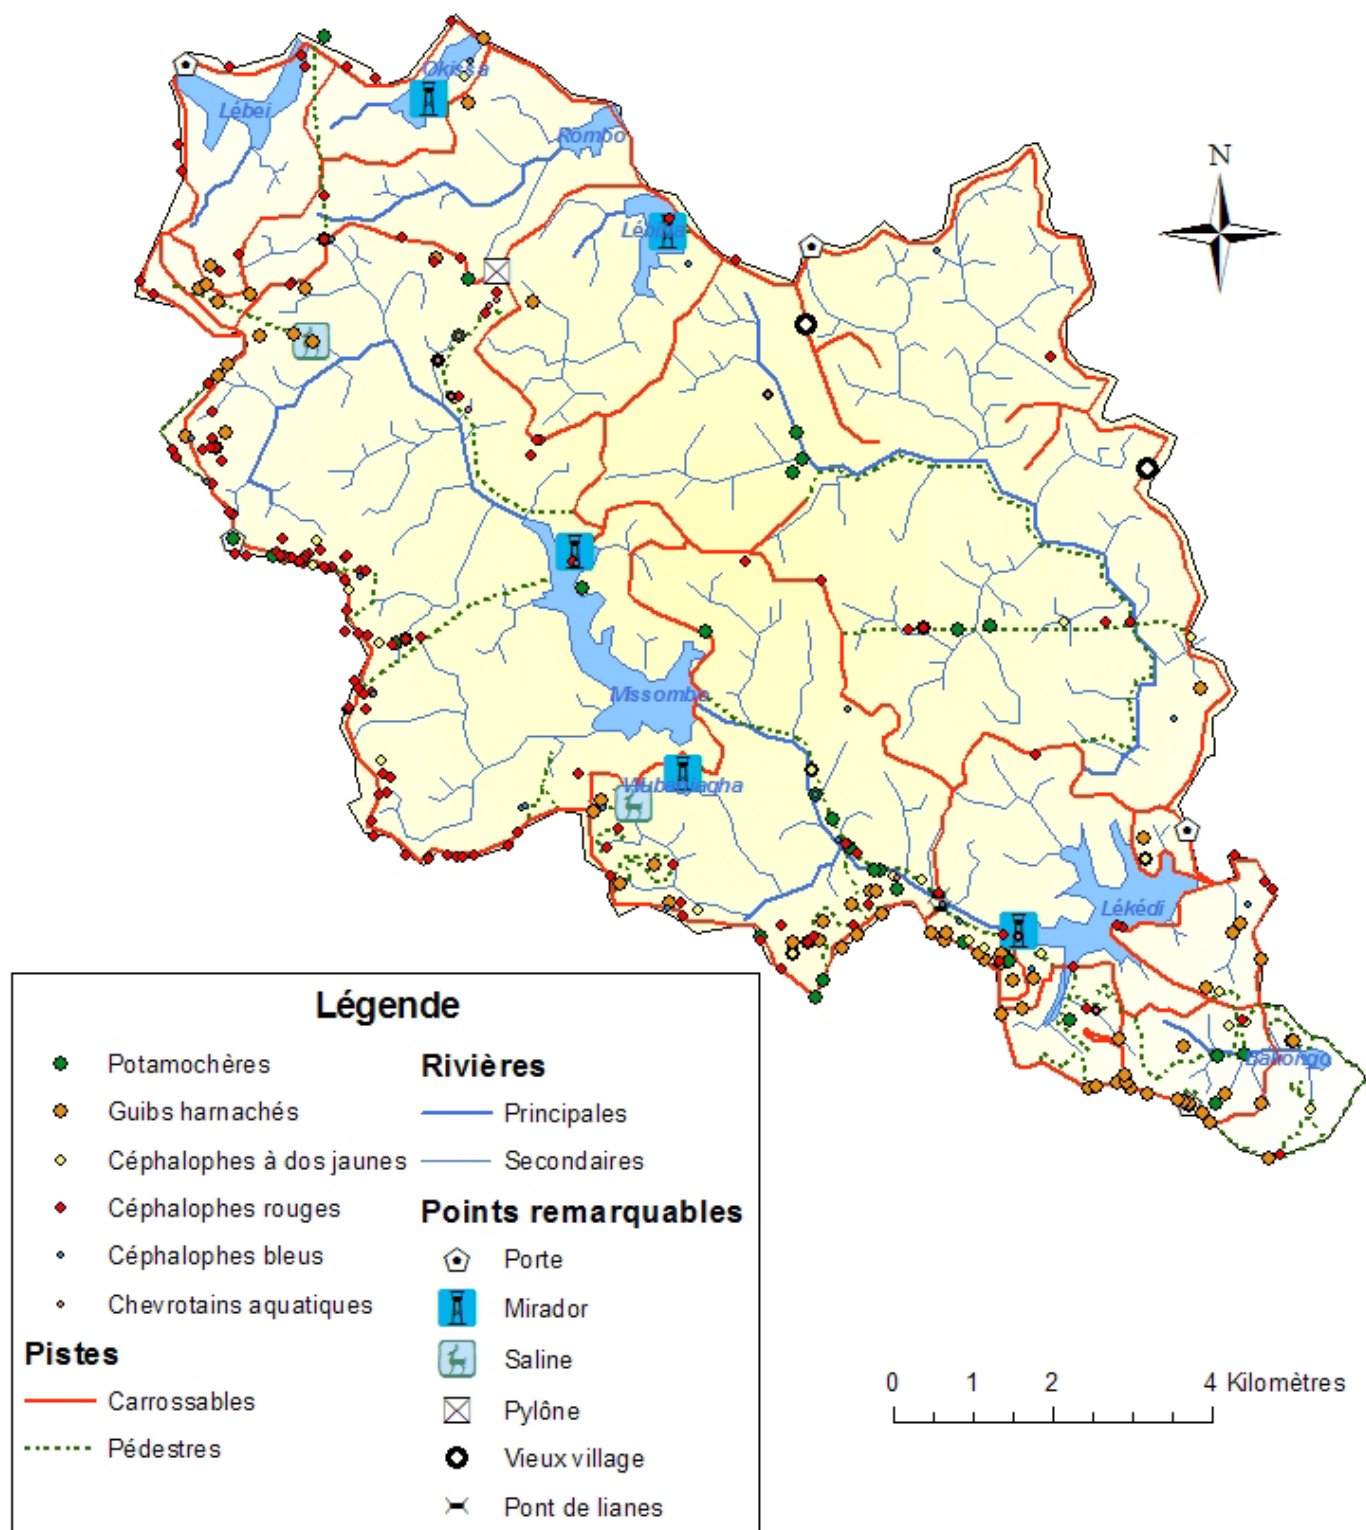 Okissa
Lébei
Rombo
N
Missombo
Lékédi
Légende
Potamochères
Guibs harnachés
Céphalophes à dos jaunes
Céphalophes rouges
Céphalophes bleus
Chevrotains aquatiques
Pistes
Carrossables
Pédestres
Rivières
Principales
Secondaires
Points remarquables
Porte
Mirador
Saline
Pylône
Vieux village
Pont de lianes
0 1 2 4 Kilomètres